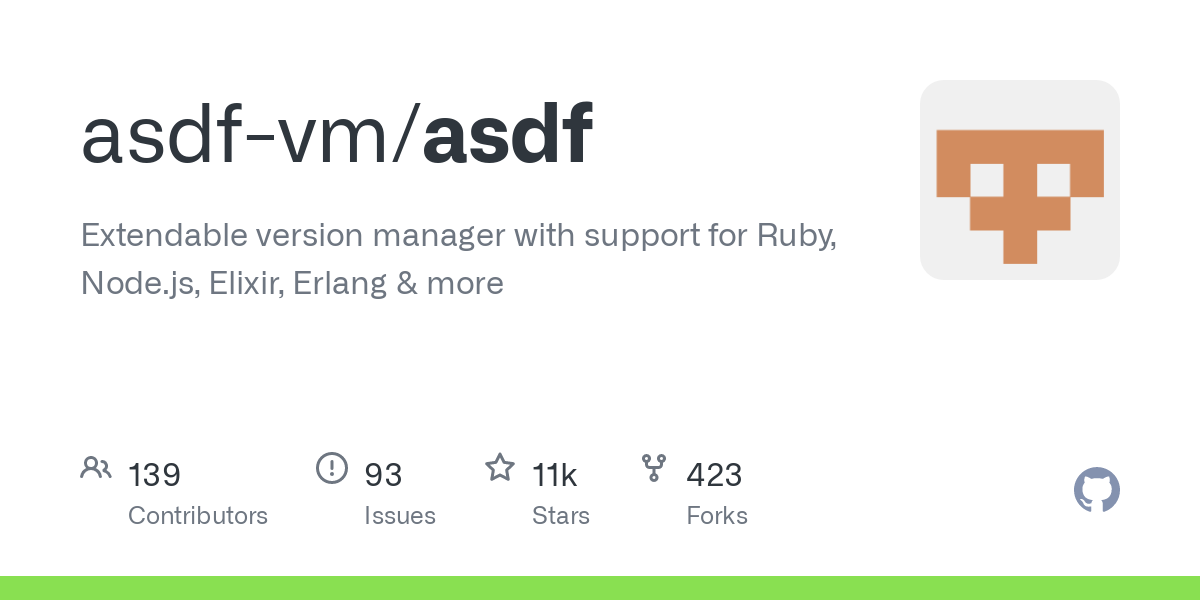 asdf-vm/asdf
Extendable version manager with support for Ruby,
Node.js, Elixir, Erlang & more
139 93 11k 423
Contributors Issues Stars Forks